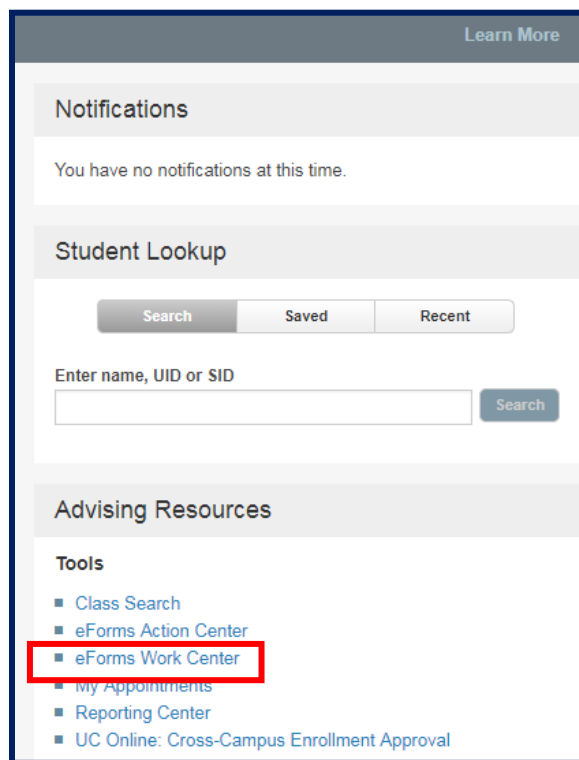 Learn More
Notifications
You have no notifications at this time.
Student Lookup
Search Saved Recent
Enter name, UID or SID
Search
Advising Resources
Tools
Class Search
eForms Action Center
eForms Work Center
My Appointments
Reporting Center
UC Online: Cross-Campus Enrollment Approval